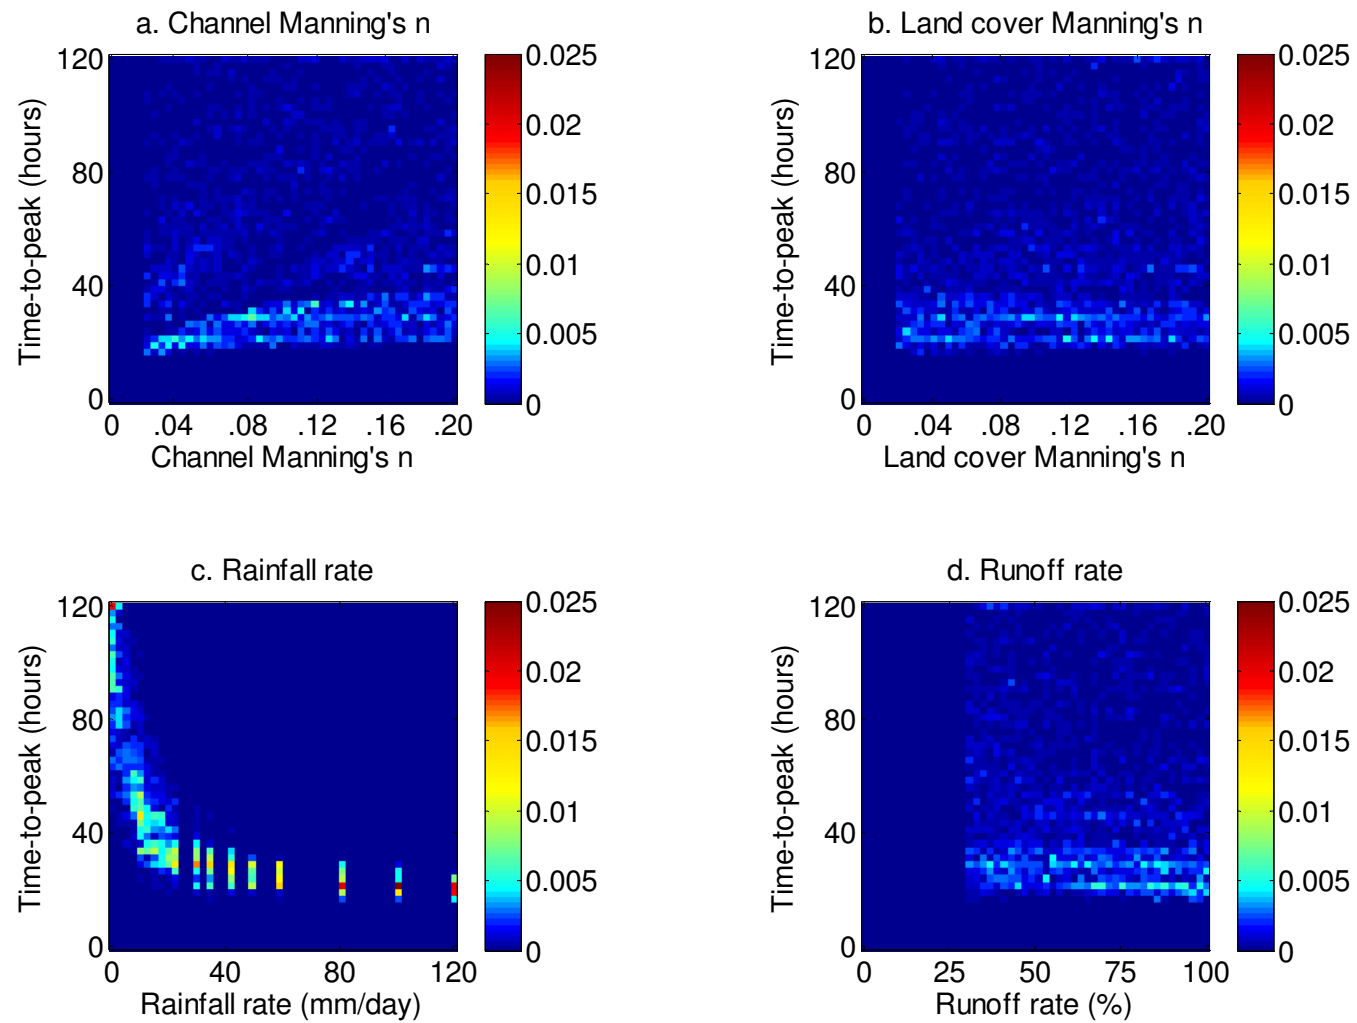 a. Channel Manning's n
Time-to-peak (hours)
120
80
40
0
0 .04 .08 .12 .16 .20
Channel Manning's n
0.025
0.02
0.015
0.01
0.005
0
b. Land cover Manning's n
Time-to-peak (hours)
120
80
40
0
0 .04 .08 .12 .16 .20
Land cover Manning's n
0.025
0.02
0.015
0.01
0.005
0
c. Rainfall rate
Time-to-peak (hours)
120
80
40
0
0 40 80 120
Rainfall rate (mm/day)
0.025
0.02
0.015
0.01
0.005
0
d. Runoff rate
Time-to-peak (hours)
120
80
40
0
0 25 50 75 100
Runoff rate (%)
0.025
0.02
0.015
0.01
0.005
0